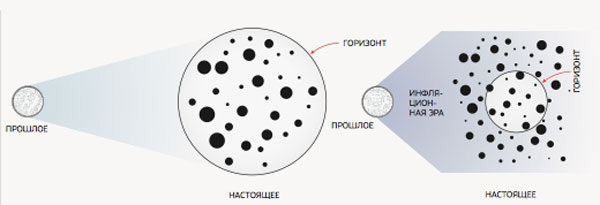 ГОРИЗОНТ
ПРОШЛОЕ
НАСТОЯЩЕЕ
ГОРИЗОНТ
ИНФЛЯ-
ЦИОН-
НАЯ ЭРА
ПРОШЛОЕ
НАСТОЯЩЕЕ